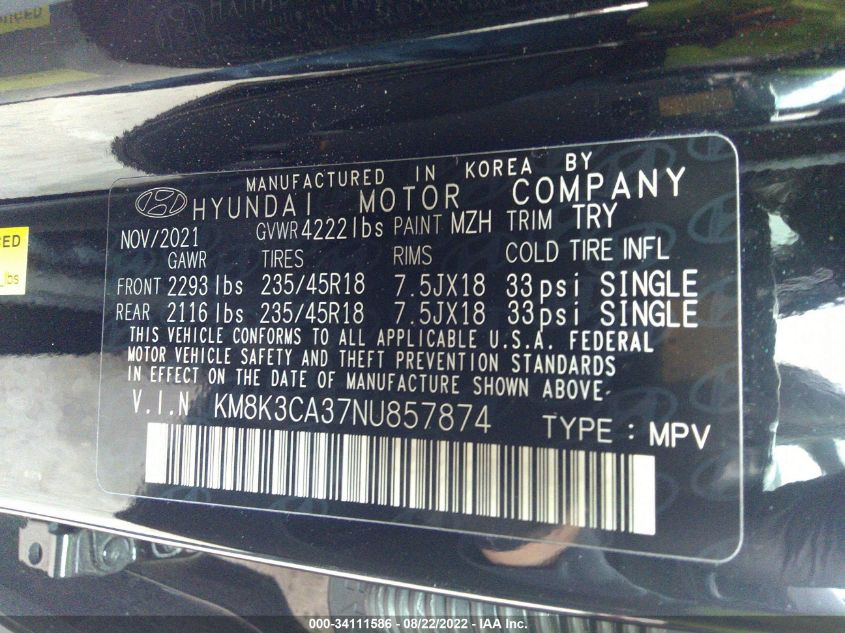 MANUFACTURED IN KOREA BY
HYUNDAI MOTOR COMPANY
NOV/2021 GVWR 4222 lbs PAINT MZH TRIM TRY
GAWR TIRES RIMS COLD TIRE INFL
FRONT 2293 lbs 235/45R18 7.5JX18 33psi SINGLE
REAR 2116 lbs 235/45R18 7.5JX18 33psi SINGLE
THIS VEHICLE CONFORMS TO ALL APPLICABLE U.S.A. FEDERAL
MOTOR VEHICLE SAFETY AND THEFT PREVENTION STANDARDS
IN EFFECT ON THE DATE OF MANUFACTURE SHOWN ABOVE.
V.I.N KM8K3CA37NU857874 TYPE : MPV
lbs
000-34111586 - 08/22/2022 - IAA Inc.